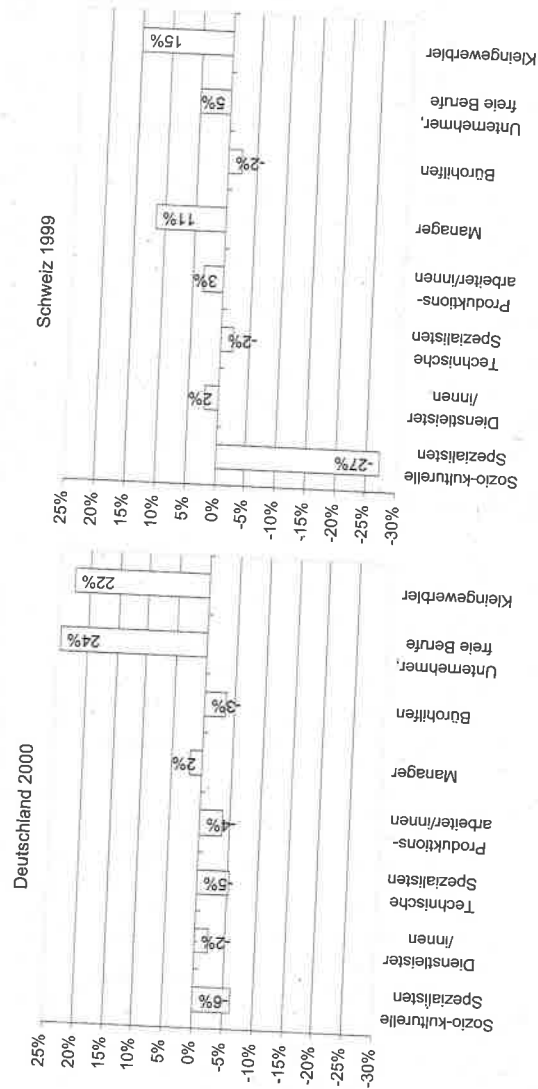 Deutschland 2000
25%
20%
15%
10%
5%
0%
-5%
-10%
-15%
-20%
-25%
-30%
-6%
-2%
-5%
-4%
2%
-3%
24%
22%
Sozio-kulturelle
Spezialisten
Dienstleister
/innen
Technische
Spezialisten
Produktions-
arbeiter/innen
Manager
Bürohilfen
Unternehmer,
freie Berufe
Kleingewerbler
Schweiz 1999
25%
20%
15%
10%
5%
0%
-5%
-10%
-15%
-20%
-25%
-30%
-27%
2%
-2%
3%
11%
-2%
5%
15%
Sozio-kulturelle
Spezialisten
Dienstleister
/innen
Technische
Spezialisten
Produktions-
arbeiter/innen
Manager
Bürohilfen
Unternehmer,
freie Berufe
Kleingewerbler